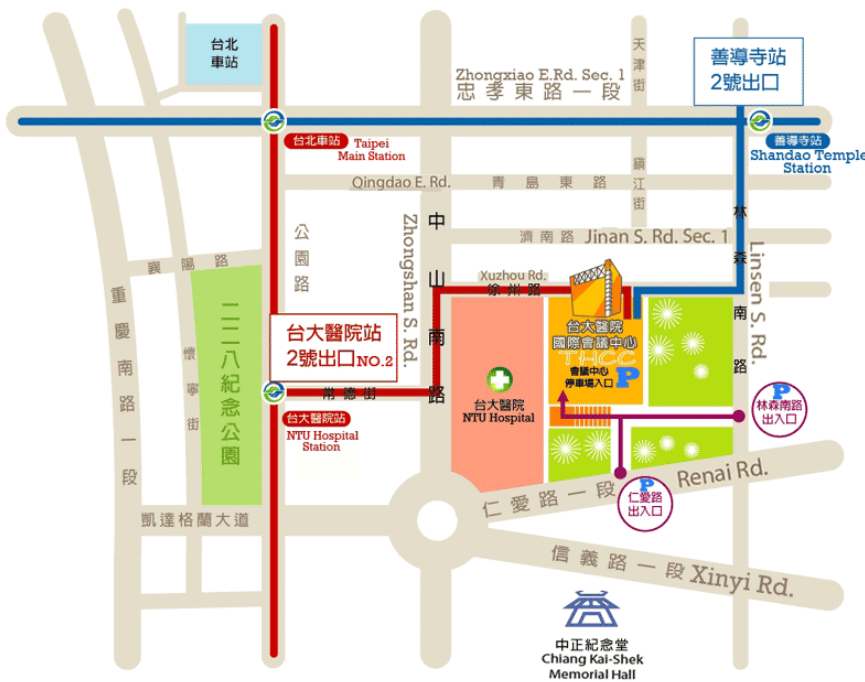 台北
車站
Zhongxiao E.Rd. Sec. 1
忠孝東路一段
天津街
善導寺站
2號出口
台北車站 Taipei
Main Station
善導寺站
Shandao Temple
Station
Qingdao E. Rd.
青島東路
鎮江街
林森南路
公園路
中山南路
Zhongshan S. Rd.
濟南路 Jinan S. Rd. Sec. 1
Linsen S. Rd.
襄陽路
Xuzhou Rd.
徐州路
重慶南路一段
懷寧街
二二八紀念公園
台大醫院站
2號出口NO.2
台大醫院
國際會議中心
THCC
會議中心
停車場入口 P
常德街
台大醫院站
NTU Hospital
Station
台大醫院
NTU Hospital
P
林森南路
出入口
P
仁愛路
出入口
仁愛路一段 Renai Rd.
凱達格蘭大道
信義路一段 Xinyi Rd.
中正紀念堂
Chiang Kai-Shek
Memorial Hall